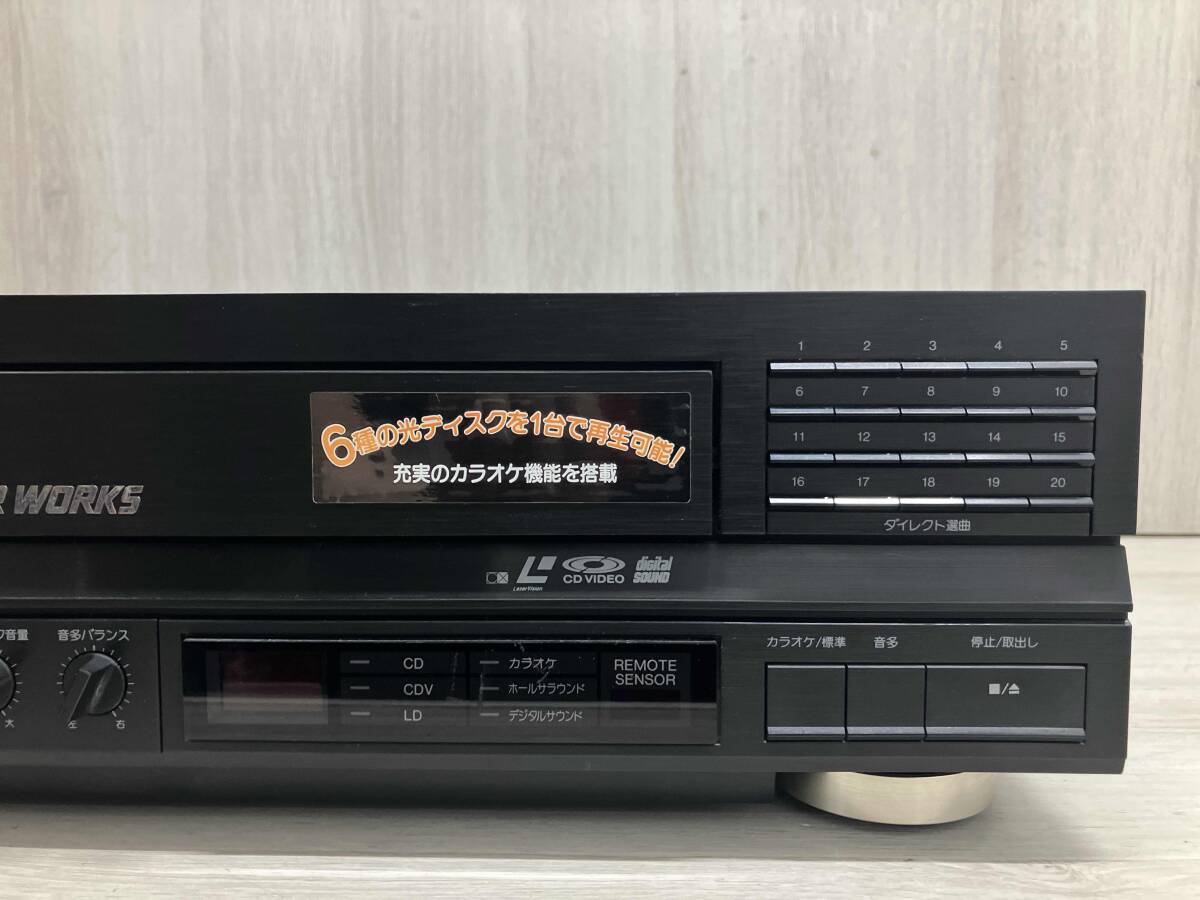 1 2 3 4 5
6 7 8 9 10
11 12 13 14 15
16 17 18 19 20
ダイレクト選曲
6種の光ディスクを1台で再生可能!
充実のカラオケ機能を搭載
R WORKS
CX
LaserVision
CD VIDEO
digital
SOUND
音量
音多バランス
大
左 右
CD
CDV
LD
カラオケ
ホールサラウンド
デジタルサウンド
REMOTE
SENSOR
カラオケ/標準
音多
停止/取出し
■/⏏